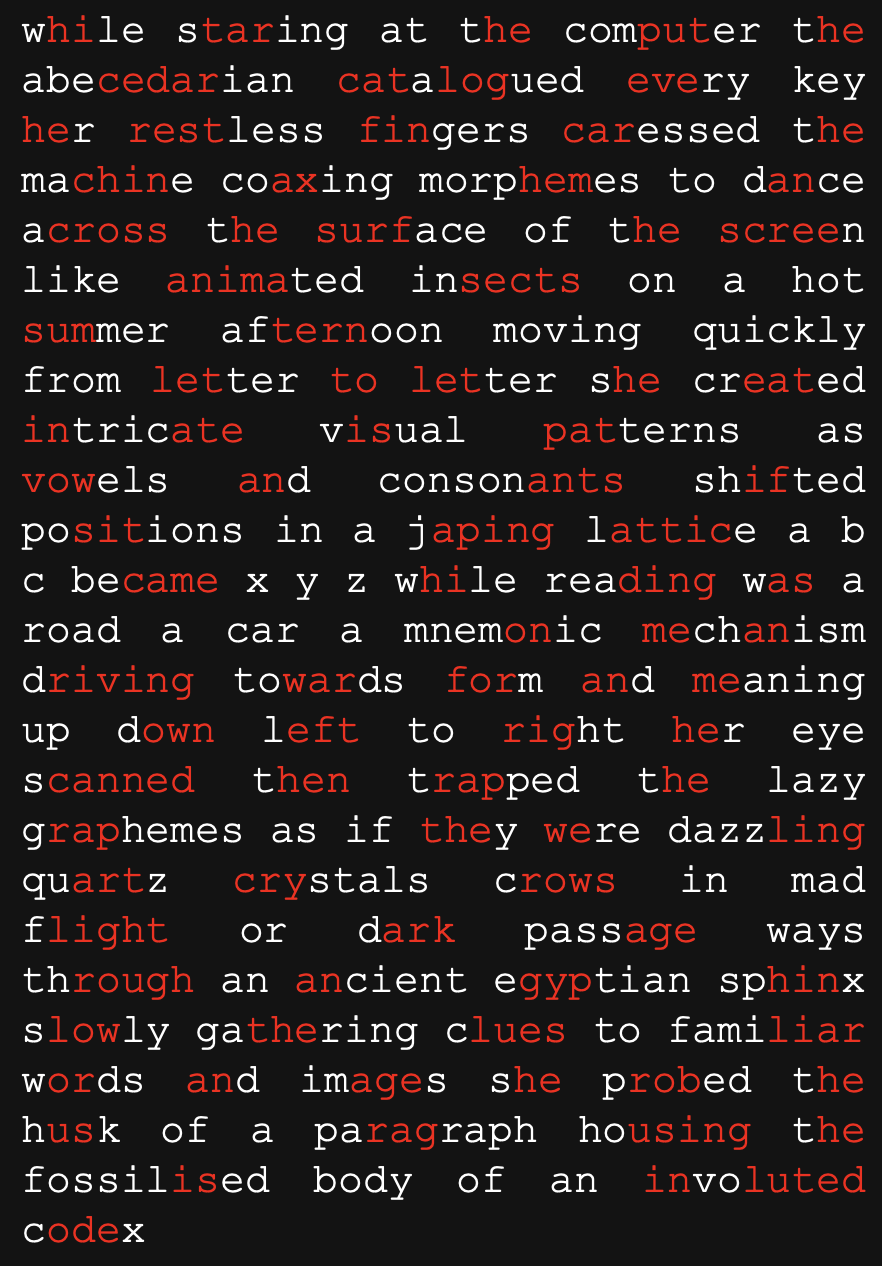 while staring at the computer the
abecedarian catalogued every key
her restless fingers caressed the
machine coaxing morphemes to dance
across the surface of the screen
like animated insects on a hot
summer afternoon moving quickly
from letter to letter she created
intricate visual patterns as
vowels and consonants shifted
positions in a japing lattice a b
c became x y z while reading was a
road a car a mnemonic mechanism
driving towards form and meaning
up down left to right her eye
scanned then trapped the lazy
graphemes as if they were dazzling
quartz crystals crows in mad
flight or dark passage ways
through an ancient egyptian sphinx
slowly gathering clues to familiar
words and images she probed the
husk of a paragraph housing the
fossilised body of an involuted
codex